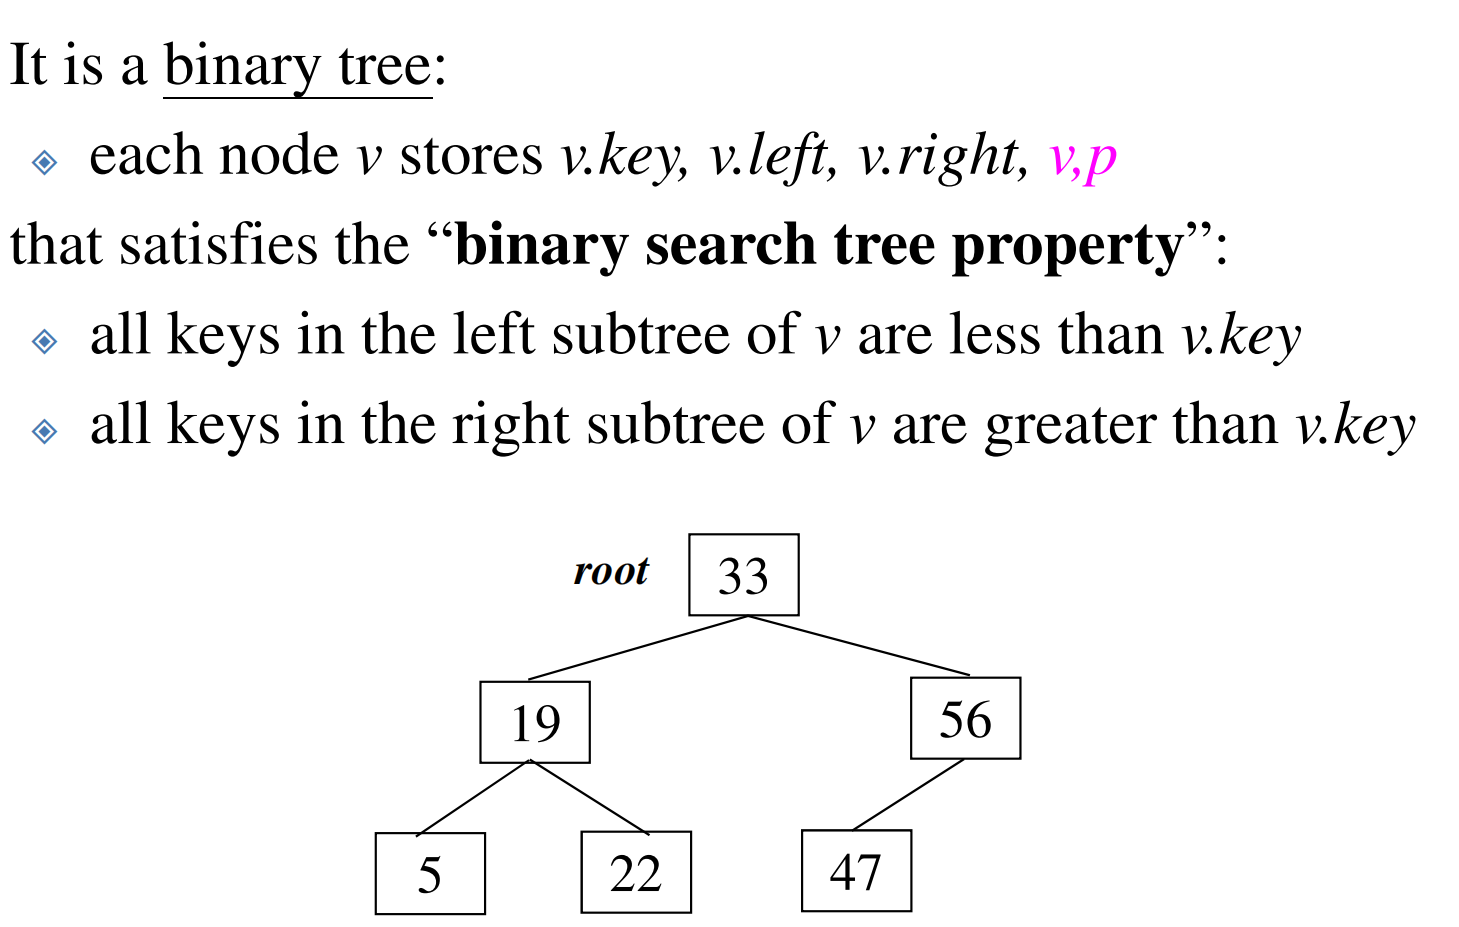 It is a binary tree:
each node v stores v.key, v.left, v.right, v,p
that satisfies the “binary search tree property”:
all keys in the left subtree of v are less than v.key
all keys in the right subtree of v are greater than v.key
root 33
19 56
5 22 47